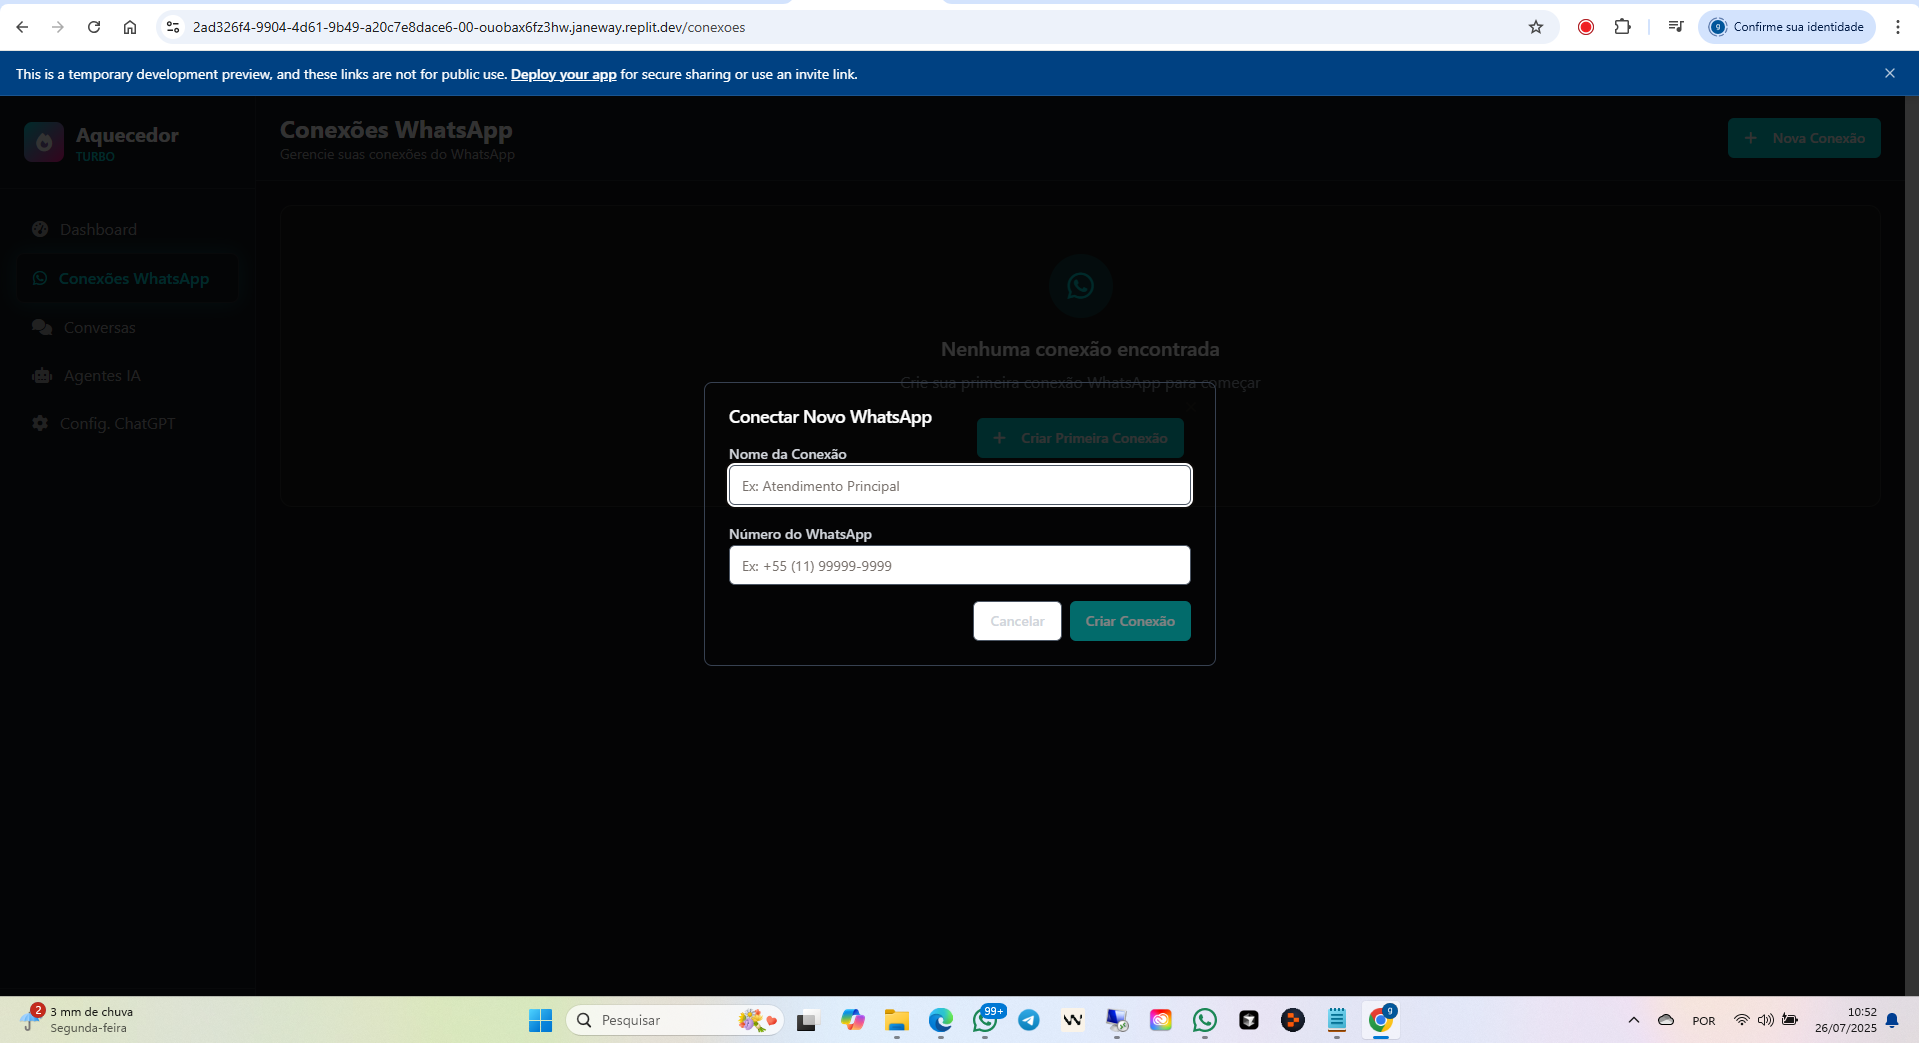 2ad326f4-9904-4d61-9b49-a20c7e8dace6-00-ouobax6fz3hw.janeway.replit.dev/conexoes
g
Confirme sua identidade
This is a temporary development preview, and these links are not for public use. Deploy your app for secure sharing or use an invite link.
Aquecedor
TURBO
Conexões WhatsApp
Gerencie suas conexões do WhatsApp
Nova Conexão
Dashboard
Conexões WhatsApp
Conversas
Agentes IA
Config. ChatGPT
Nenhuma conexão encontrada
Crie sua primeira conexão WhatsApp para começar
Criar Primeira Conexão
Conectar Novo WhatsApp
Nome da Conexão
Ex: Atendimento Principal
Número do WhatsApp
Ex: +55 (11) 99999-9999
Cancelar
Criar Conexão
2
3 mm de chuva
Segunda-feira
Pesquisar
99+
g
POR
10:52
26/07/2025